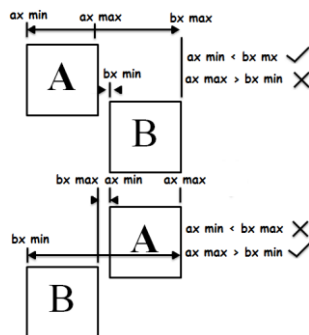 ax min ax max bx max
ax min < bx mx ✓
ax max > bx min ✗
A
bx min
B
bx max ax min ax max
ax min < bx max ✗
A
bx min
ax max > bx min ✓
B